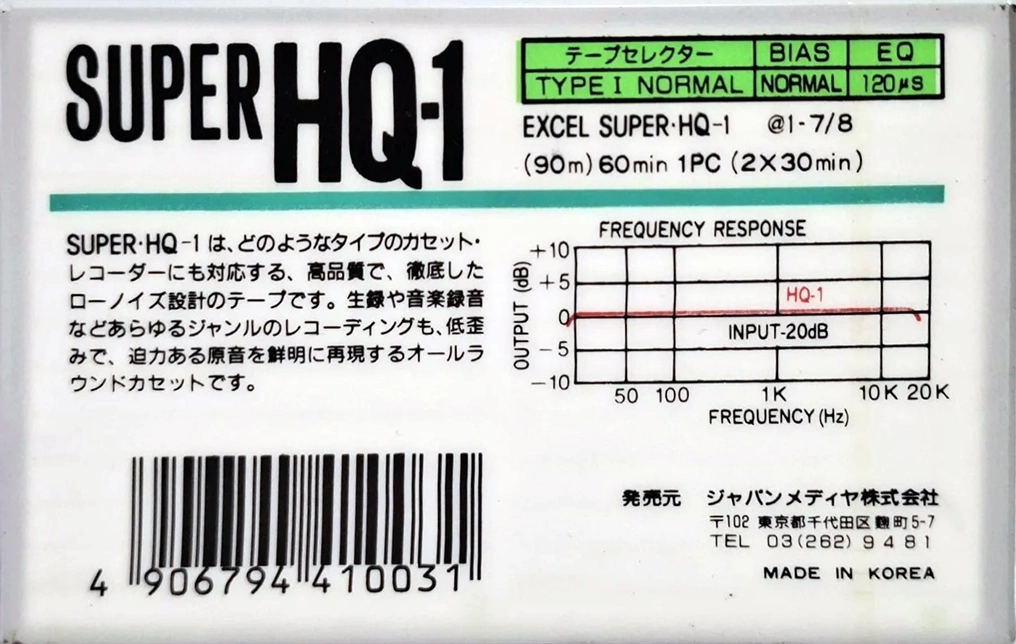 SUPER HQ-1
テープセレクター BIAS EQ
TYPE I NORMAL NORMAL 120μs
EXCEL SUPER·HQ-1 @1-7/8
(90m) 60min 1PC (2X30min)
SUPER·HQ-1は、どのようなタイプのカセット・
レコーダーにも対応する、高品質で、徹底した
ローノイズ設計のテープです。生録や音楽録音
などあらゆるジャンルのレコーディングも、低歪
みで、迫力ある原音を鮮明に再現するオールラ
ウンドカセットです。
FREQUENCY RESPONSE
OUTPUT (dB)
+10
+5
0
-5
-10
HQ-1
INPUT-20dB
50 100 1K 10K 20K
FREQUENCY (Hz)
4 906794 410031
発売元 ジャパンメディヤ株式会社
〒102 東京都千代田区麹町5-7
TEL 03(262)9481
MADE IN KOREA